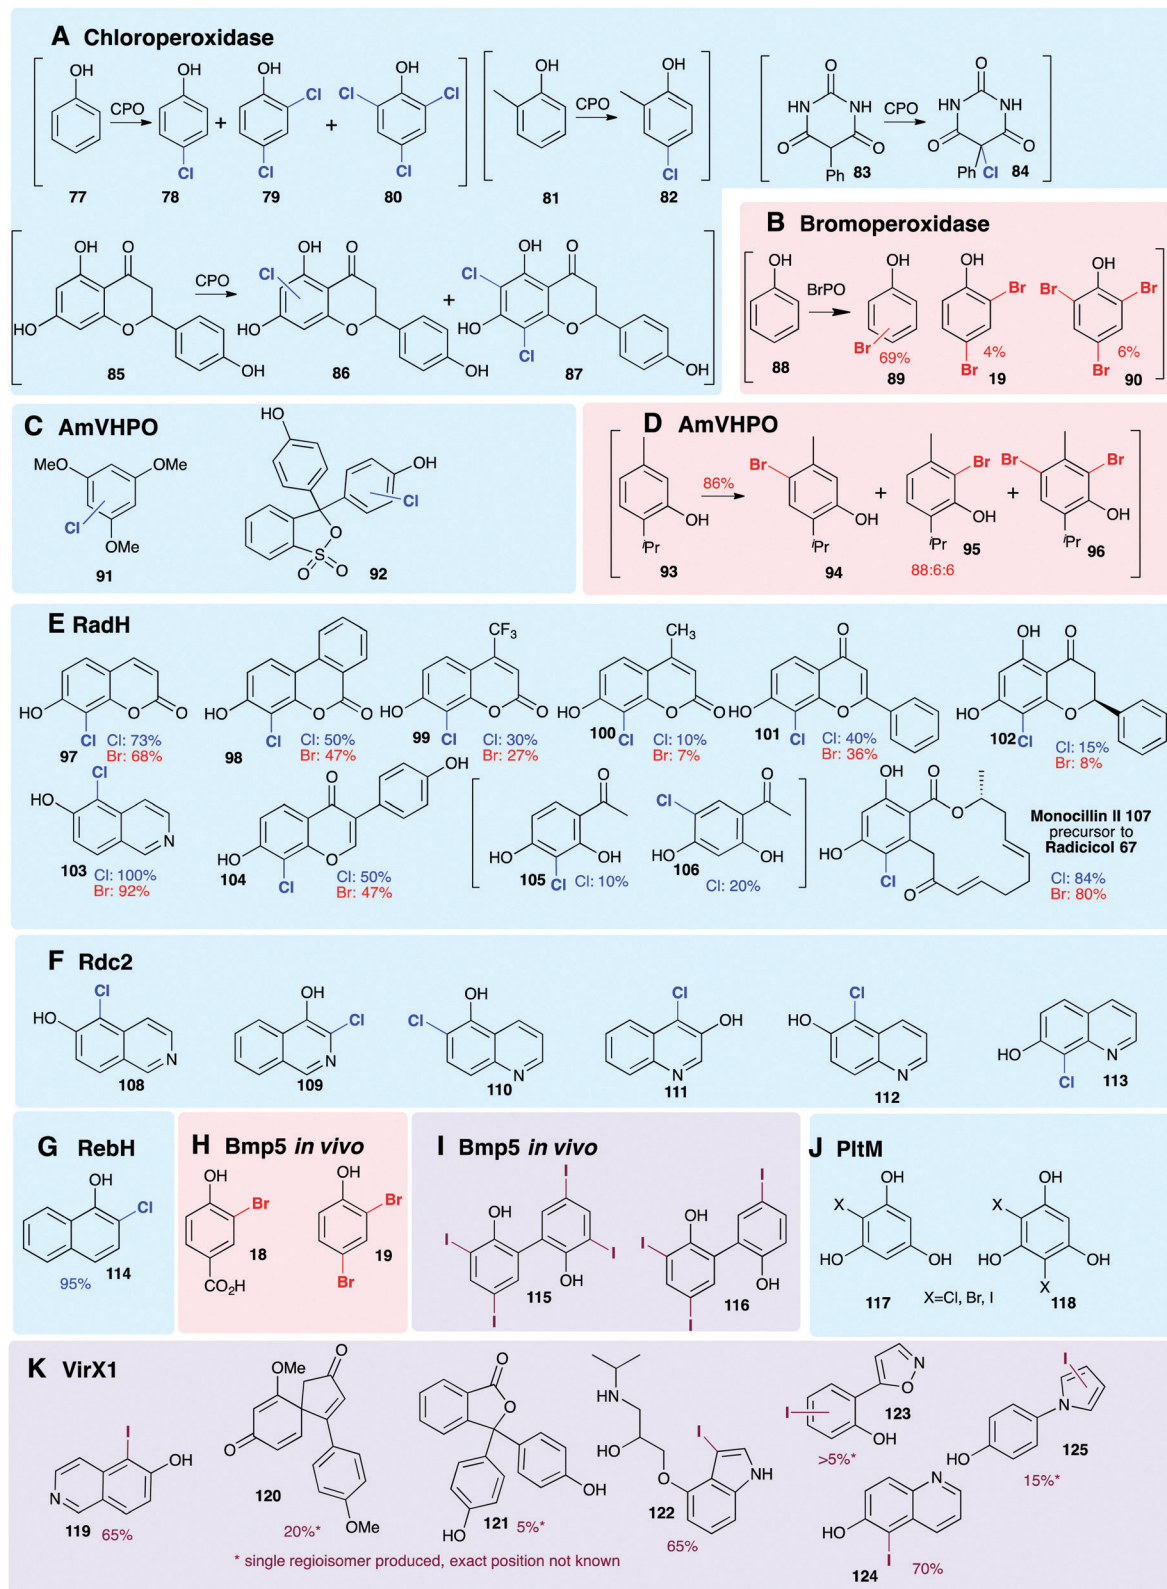 A Chloroperoxidase
OH
CPO
OH
Cl
+
OH
Cl
Cl
+
OH
Cl
Cl
Cl
77
78
79
80
OH
CPO
OH
Cl
81
82
O
HN
NH
O
O
Ph
83
CPO
O
HN
NH
O
O
Ph
Cl
84
OH
O
HO
O
OH
85
CPO
Cl
OH
O
HO
O
OH
86
+
OH
O
Cl
HO
O
Cl
OH
87
B Bromoperoxidase
OH
BrPO
OH
Br
69%
OH
Br
Br
4%
OH
Br
Br
Br
6%
88
89
19
90
C AmVHPO
MeO
OMe
Cl
OMe
91
HO
OH
Cl
O
S
O
O
92
D AmVHPO
OH
iPr
93
86%
Br
OH
iPr
94
+
Br
OH
iPr
95
88:6:6
+
Br
Br
OH
iPr
96
E RadH
HO
O
O
Cl
97
Cl: 73%
Br: 68%
HO
O
O
Cl
98
Cl: 50%
Br: 47%
CF3
HO
O
O
Cl
99
Cl: 30%
Br: 27%
CH3
HO
O
O
Cl
100
Cl: 10%
Br: 7%
O
HO
O
Cl
101
Cl: 40%
Br: 36%
OH
O
HO
O
Cl
102
Cl: 15%
Br: 8%
Cl
HO
N
103
Cl: 100%
Br: 92%
O
OH
HO
O
Cl
104
Cl: 50%
Br: 47%
O
HO
OH
Cl
105
Cl: 10%
Cl
O
HO
OH
106
Cl: 20%
OH
O
O
HO
Cl
O
Monocillin II 107
precursor to
Radicicol 67
Cl: 84%
Br: 80%
F Rdc2
Cl
HO
N
108
OH
Cl
N
109
OH
Cl
N
110
Cl
OH
N
111
Cl
HO
N
112
HO
N
Cl
113
G RebH
OH
Cl
95%
114
H Bmp5 in vivo
OH
Br
CO2H
18
OH
Br
Br
19
I Bmp5 in vivo
I
OH
I
I
OH
I
115
I
OH
I
OH
I
116
J PltM
OH
X
HO
OH
117
X=Cl, Br, I
OH
X
HO
OH
X
118
K VirX1
I
OH
N
119
65%
O
OMe
O
OMe
120
20%*
O
O
OH
HO
121
5%*
HN
HO
O
I
NH
122
65%
N
O
I
OH
123
>5%*
N
HO
I
124
70%
I
N
HO
125
15%*
* single regioisomer produced, exact position not known